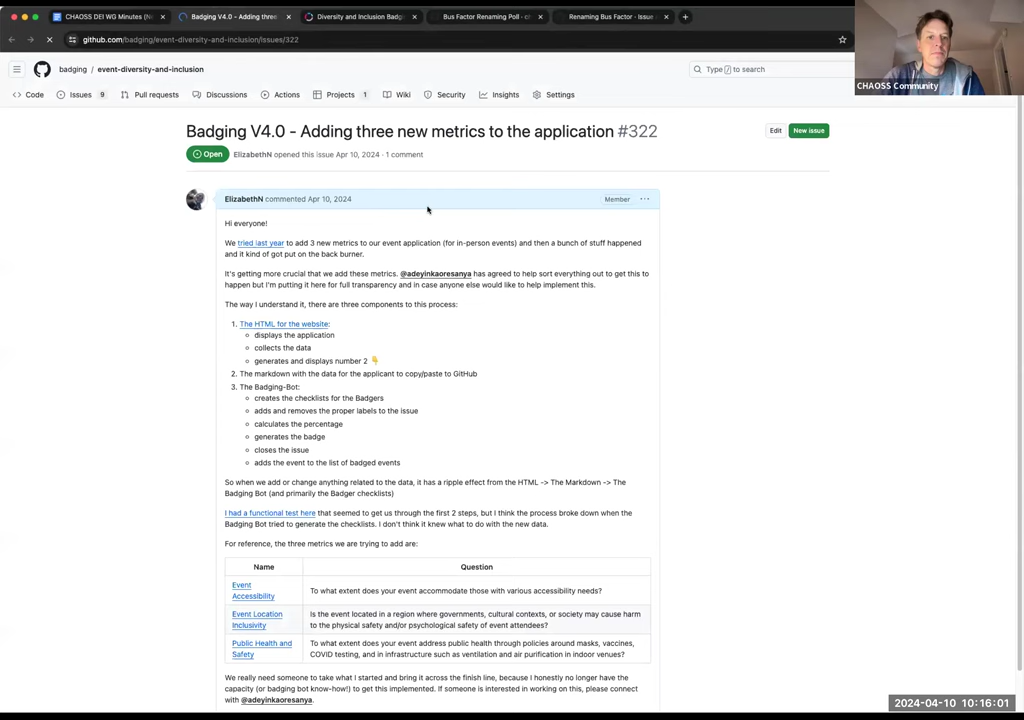 CHAOSS DEI WG Minutes (N
Badging V4.0 - Adding three
Diversity and Inclusion Badg
Bus Factor Renaming Poll - c
Renaming Bus Factor - Issue
github.com/badging/event-diversity-and-inclusion/issues/322
badging / event-diversity-and-inclusion
Type / to search
Code
Issues 9
Pull requests
Discussions
Actions
Projects 1
Wiki
Security
Insights
Settings
CHAOSS Community
Badging V4.0 - Adding three new metrics to the application #322
Edit
New issue
Open
ElizabethN opened this issue Apr 10, 2024 · 1 comment
ElizabethN commented Apr 10, 2024
Member
Hi everyone!
We tried last year to add 3 new metrics to our event application (for in-person events) and then a bunch of stuff happened
and it kind of got put on the back burner.
It's getting more crucial that we add these metrics. @adeyinkaoresanya has agreed to help sort everything out to get this to
happen but I'm putting it here for full transparency and in case anyone else would like to help implement this.
The way I understand it, there are three components to this process:
1. The HTML for the website:
displays the application
collects the data
generates and displays number 2 👇
2. The markdown with the data for the applicant to copy/paste to GitHub
3. The Badging-Bot:
creates the checklists for the Badgers
adds and removes the proper labels to the issue
calculates the percentage
generates the badge
closes the issue
adds the event to the list of badged events
So when we add or change anything related to the data, it has a ripple effect from the HTML -> The Markdown -> The
Badging Bot (and primarily the Badger checklists)
I had a functional test here that seemed to get us through the first 2 steps, but I think the process broke down when the
Badging Bot tried to generate the checklists. I don't think it knew what to do with the new data.
For reference, the three metrics we are trying to add are:
Name
Question
Event
Accessibility
To what extent does your event accommodate those with various accessibility needs?
Event Location
Inclusivity
Is the event located in a region where governments, cultural contexts, or society may cause harm
to the physical safety and/or psychological safety of event attendees?
Public Health and
Safety
To what extent does your event address public health through policies around masks, vaccines,
COVID testing, and in infrastructure such as ventilation and air purification in indoor venues?
We really need someone to take what I started and bring it across the finish line, because I honestly no longer have the
capacity (or badging bot know-how!) to get this implemented. If someone is interested in working on this, please connect
with @adeyinkaoresanya.
2024-04-10 10:16:01